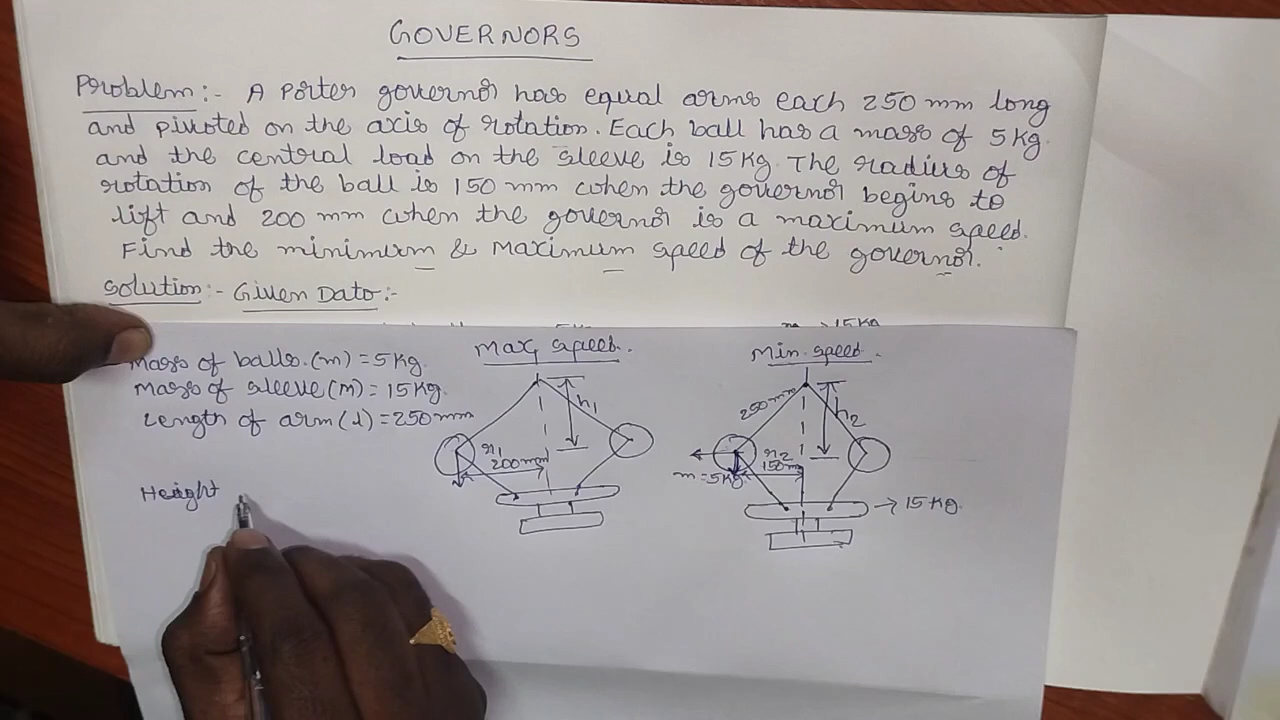 GOVERNORS
Problem:- A Porter governor has equal arms each 250 mm long
and pivoted on the axis of rotation. Each ball has a mass of 5 Kg
and the central load on the sleeve is 15 Kg. The radius of
rotation of the ball is 150 mm when the governor begins to
lift and 200 mm when the governor is a maximum speed.
Find the minimum & Maximum speed of the governor.
Solution:- Given Data:-
Mass of balls.(m) = 5 Kg.
Mass of sleeve (M) = 15 Kg.
Length of arm (l) = 250 mm
Height
Max, speed.
h1
r1
200mm
Min. speed.
250 mm
h2
r2
150m
m = 5 Kg
→ 15 Kg.